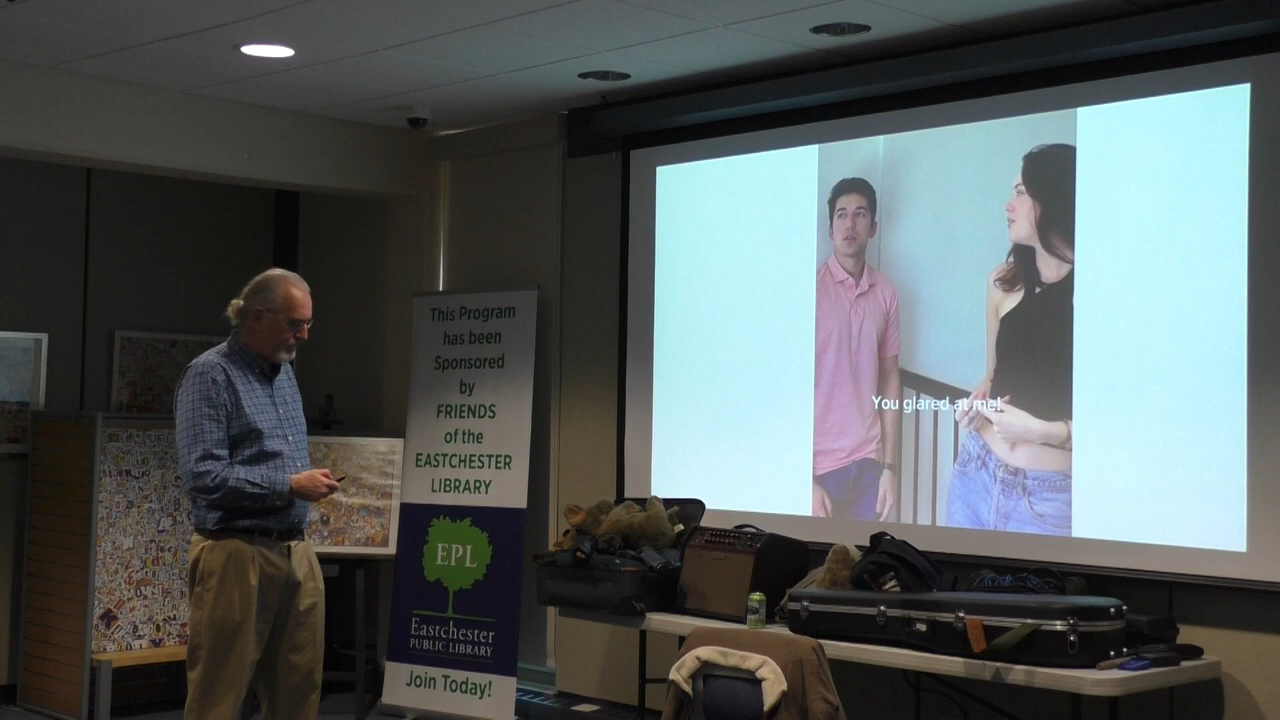 This Program
has been
Sponsored
by
FRIENDS
of the
EASTCHESTER
LIBRARY
EPL
Eastchester
PUBLIC LIBRARY
Join Today!
You glared at me!